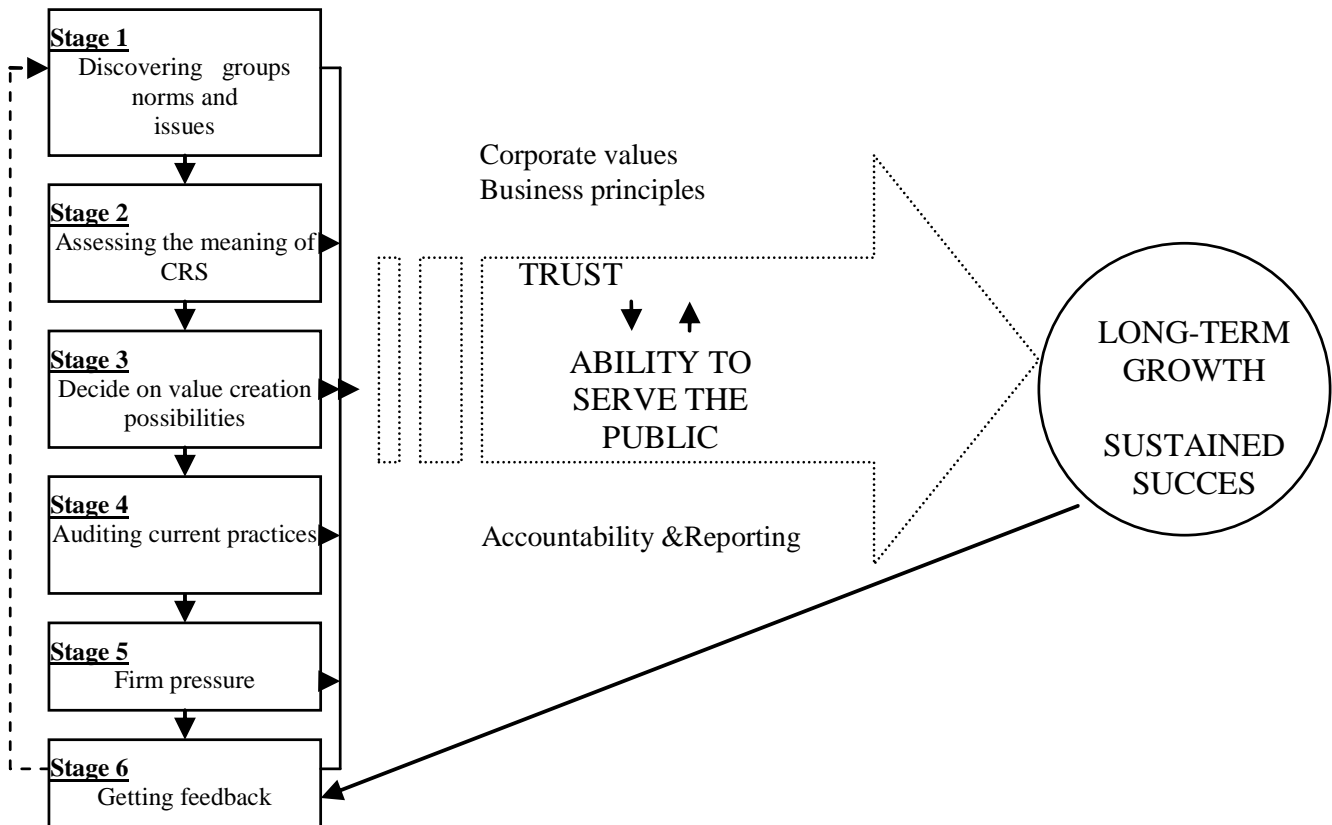 Stage 1
Discovering groups
norms and
issues
Stage 2
Assessing the meaning of
CRS
Stage 3
Decide on value creation
possibilities
Stage 4
Auditing current practices
Stage 5
Firm pressure
Stage 6
Getting feedback
Corporate values
Business principles
TRUST
ABILITY TO
SERVE THE
PUBLIC
Accountability &Reporting
LONG-TERM
GROWTH
SUSTAINED
SUCCES